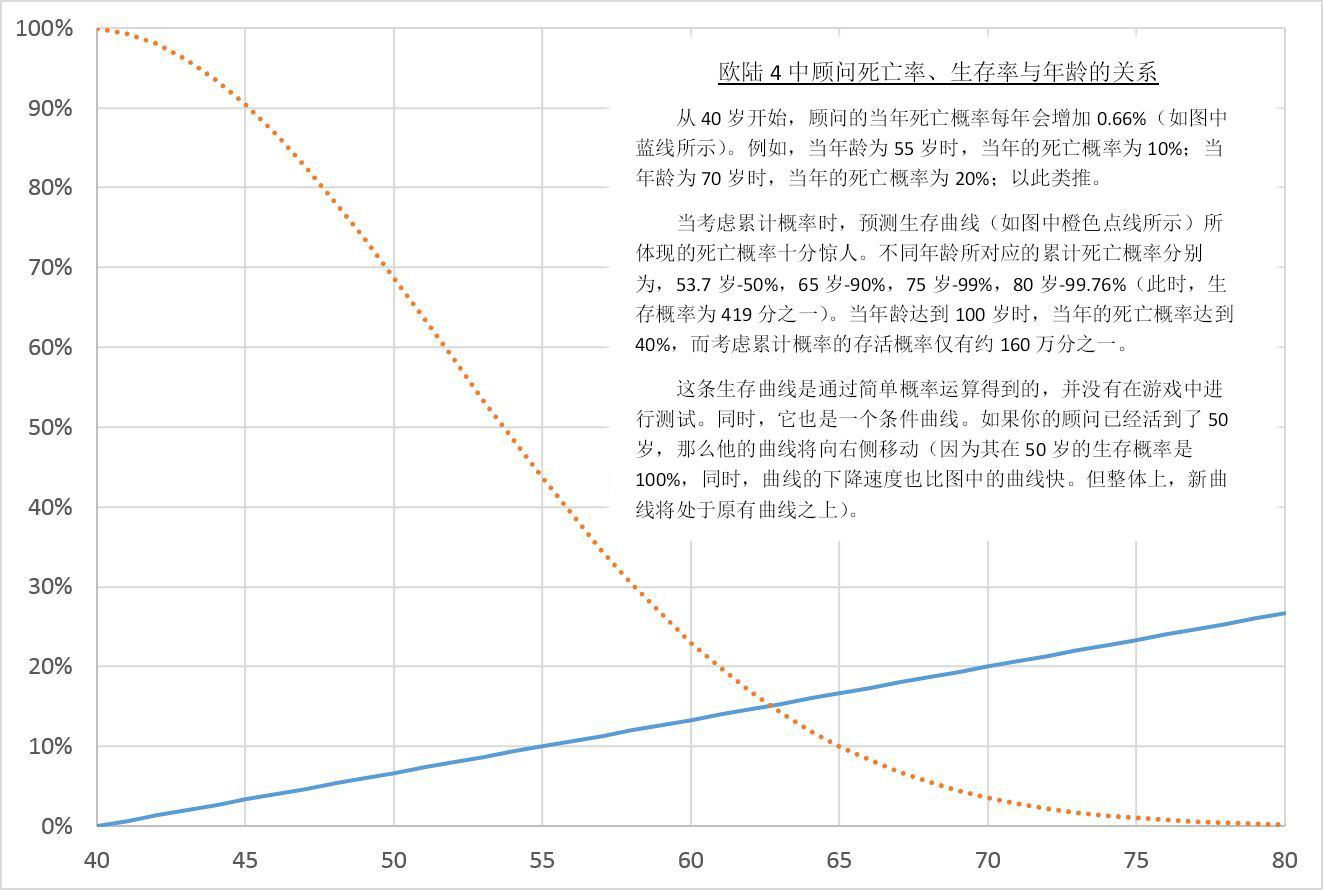 100%
90%
80%
70%
60%
50%
40%
30%
20%
10%
0%
40 45 50 55 60 65 70 75 80
欧陆 4 中顾问死亡率、生存率与年龄的关系
从 40 岁开始，顾问的当年死亡概率每年会增加 0.66%（如图中
蓝线所示）。例如，当年龄为 55 岁时，当年的死亡概率为 10%；当
年龄为 70 岁时，当年的死亡概率为 20%；以此类推。
当考虑累计概率时，预测生存曲线（如图中橙色点线所示）所
体现的死亡概率十分惊人。不同年龄所对应的累计死亡概率分别
为，53.7 岁-50%，65 岁-90%，75 岁-99%，80 岁-99.76%（此时，生
存概率为 419 分之一）。当年龄达到 100 岁时，当年的死亡概率达到
40%，而考虑累计概率的存活概率仅有约 160 万分之一。
这条生存曲线是通过简单概率运算得到的，并没有在游戏中进
行测试。同时，它也是一个条件曲线。如果你的顾问已经活到了 50
岁，那么他的曲线将向右侧移动（因为其在 50 岁的生存概率是
100%，同时，曲线的下降速度也比图中的曲线快。但整体上，新曲
线将处于原有曲线之上）。